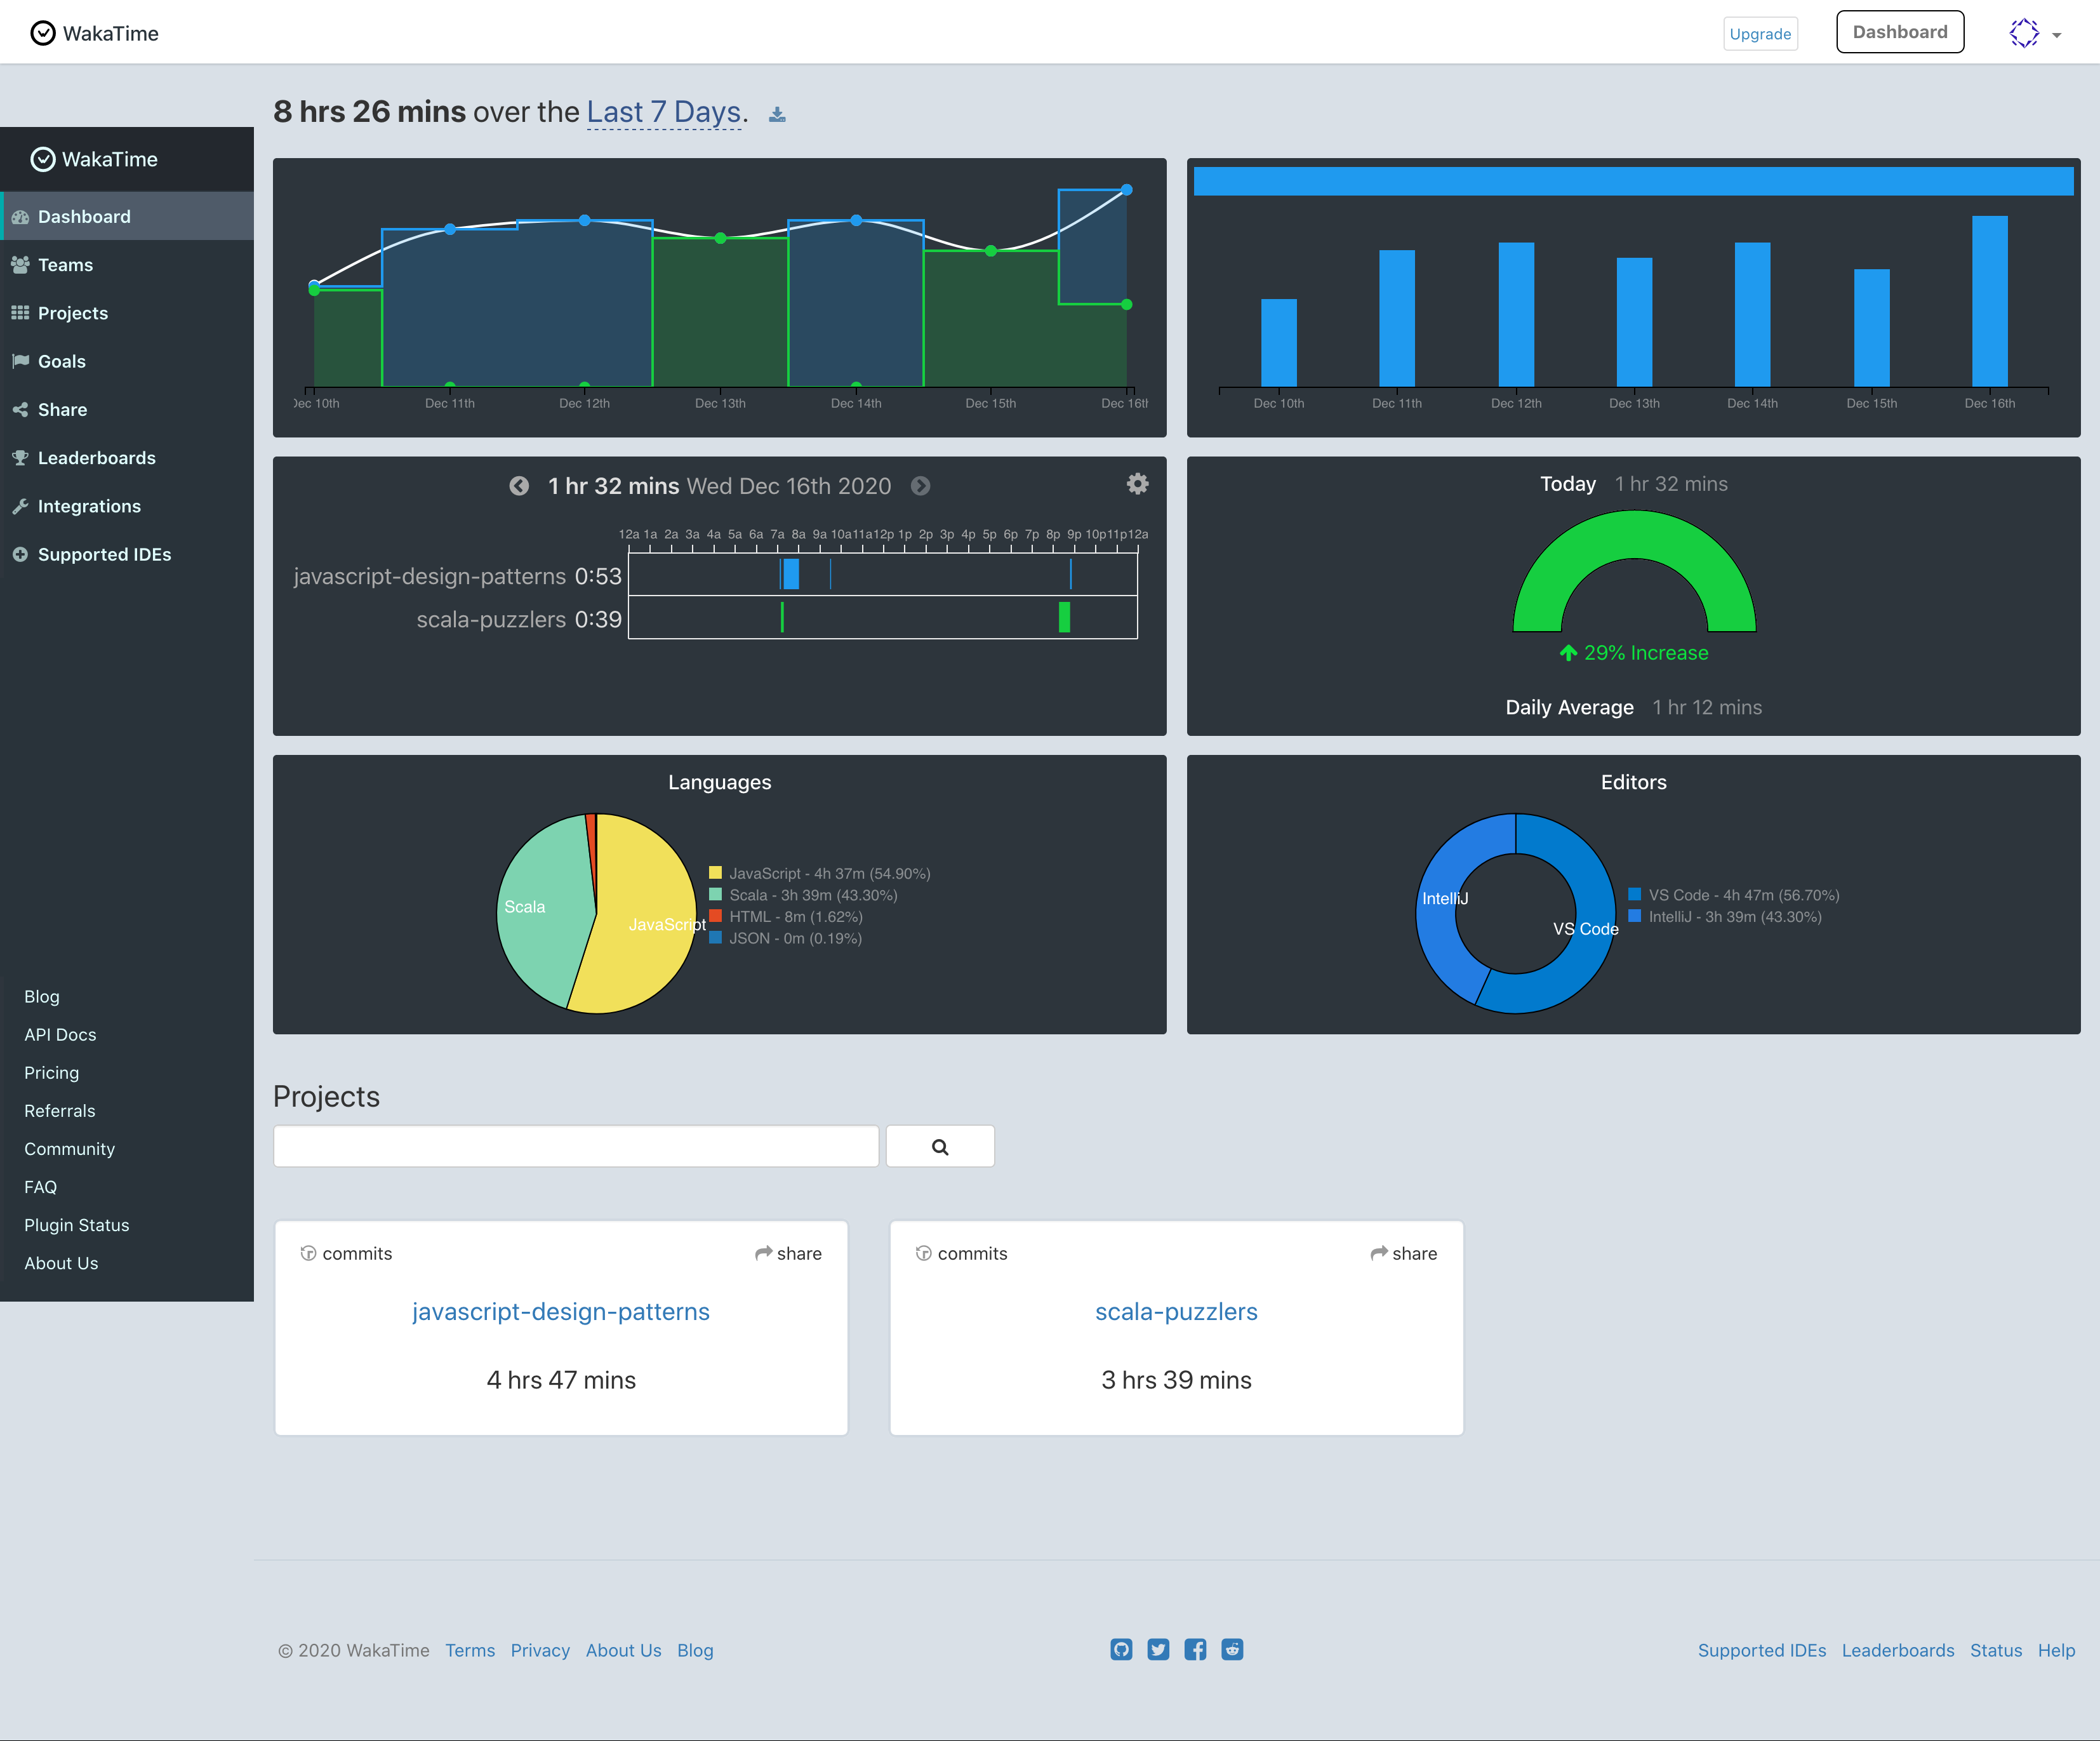 WakaTime
Upgrade
Dashboard
8 hrs 26 mins over the Last 7 Days.
WakaTime
Dashboard
Teams
Projects
Goals
Share
Leaderboards
Integrations
Supported IDEs
Blog
API Docs
Pricing
Referrals
Community
FAQ
Plugin Status
About Us
Dec 10th Dec 11th Dec 12th Dec 13th Dec 14th Dec 15th Dec 16th
Dec 10th Dec 11th Dec 12th Dec 13th Dec 14th Dec 15th Dec 16th
1 hr 32 mins Wed Dec 16th 2020
12a 1a 2a 3a 4a 5a 6a 7a 8a 9a 10a 11a 12p 1p 2p 3p 4p 5p 6p 7p 8p 9p 10p 11p 12a
javascript-design-patterns 0:53
scala-puzzlers 0:39
Today 1 hr 32 mins
29% Increase
Daily Average 1 hr 12 mins
Languages
Scala
JavaScript
JavaScript - 4h 37m (54.90%)
Scala - 3h 39m (43.30%)
HTML - 8m (1.62%)
JSON - 0m (0.19%)
Editors
IntelliJ
VS Code
VS Code - 4h 47m (56.70%)
IntelliJ - 3h 39m (43.30%)
Projects
commits share
javascript-design-patterns
4 hrs 47 mins
commits share
scala-puzzlers
3 hrs 39 mins
© 2020 WakaTime Terms Privacy About Us Blog
Supported IDEs Leaderboards Status Help